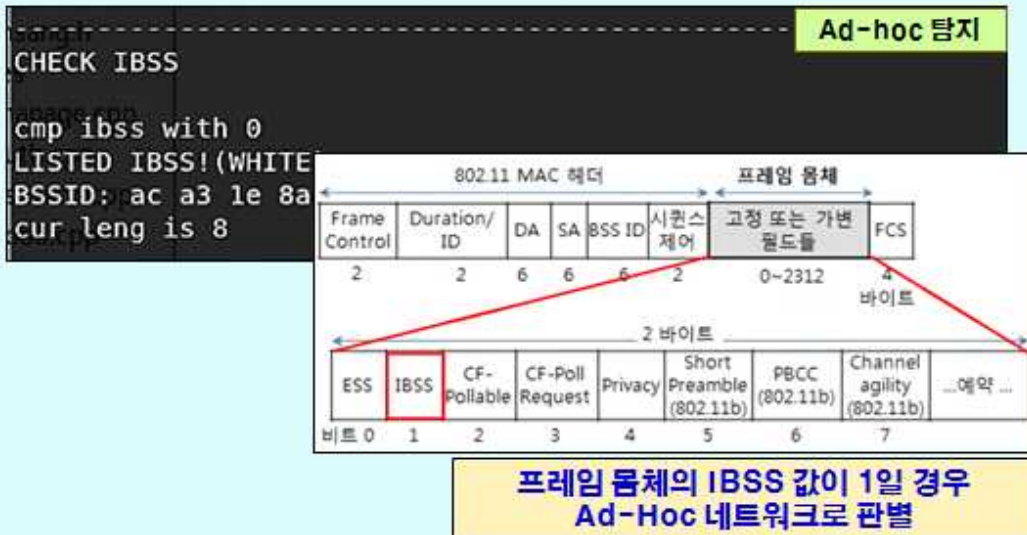 Ad-hoc 탐지
CHECK IBSS
cmp ibss with 0
LISTED IBSS!(WHITE
BSSID: ac a3 1e 8a
cur leng is 8
802.11 MAC 헤더
프레임 몸체
Frame Control
Duration/ ID
DA
SA
BSS ID
시퀀스 제어
고정 또는 가변 필드들
FCS
2
2
6
6
6
2
0~2312
4
바이트
2 바이트
ESS
IBSS
CF-Pollable
CF-Poll Request
Privacy
Short Preamble (802.11b)
PBCC (802.11b)
Channel agility (802.11b)
...예약 ...
비트 0
1
2
3
4
5
6
7
프레임 몸체의 IBSS 값이 1일 경우
Ad-Hoc 네트워크로 판별